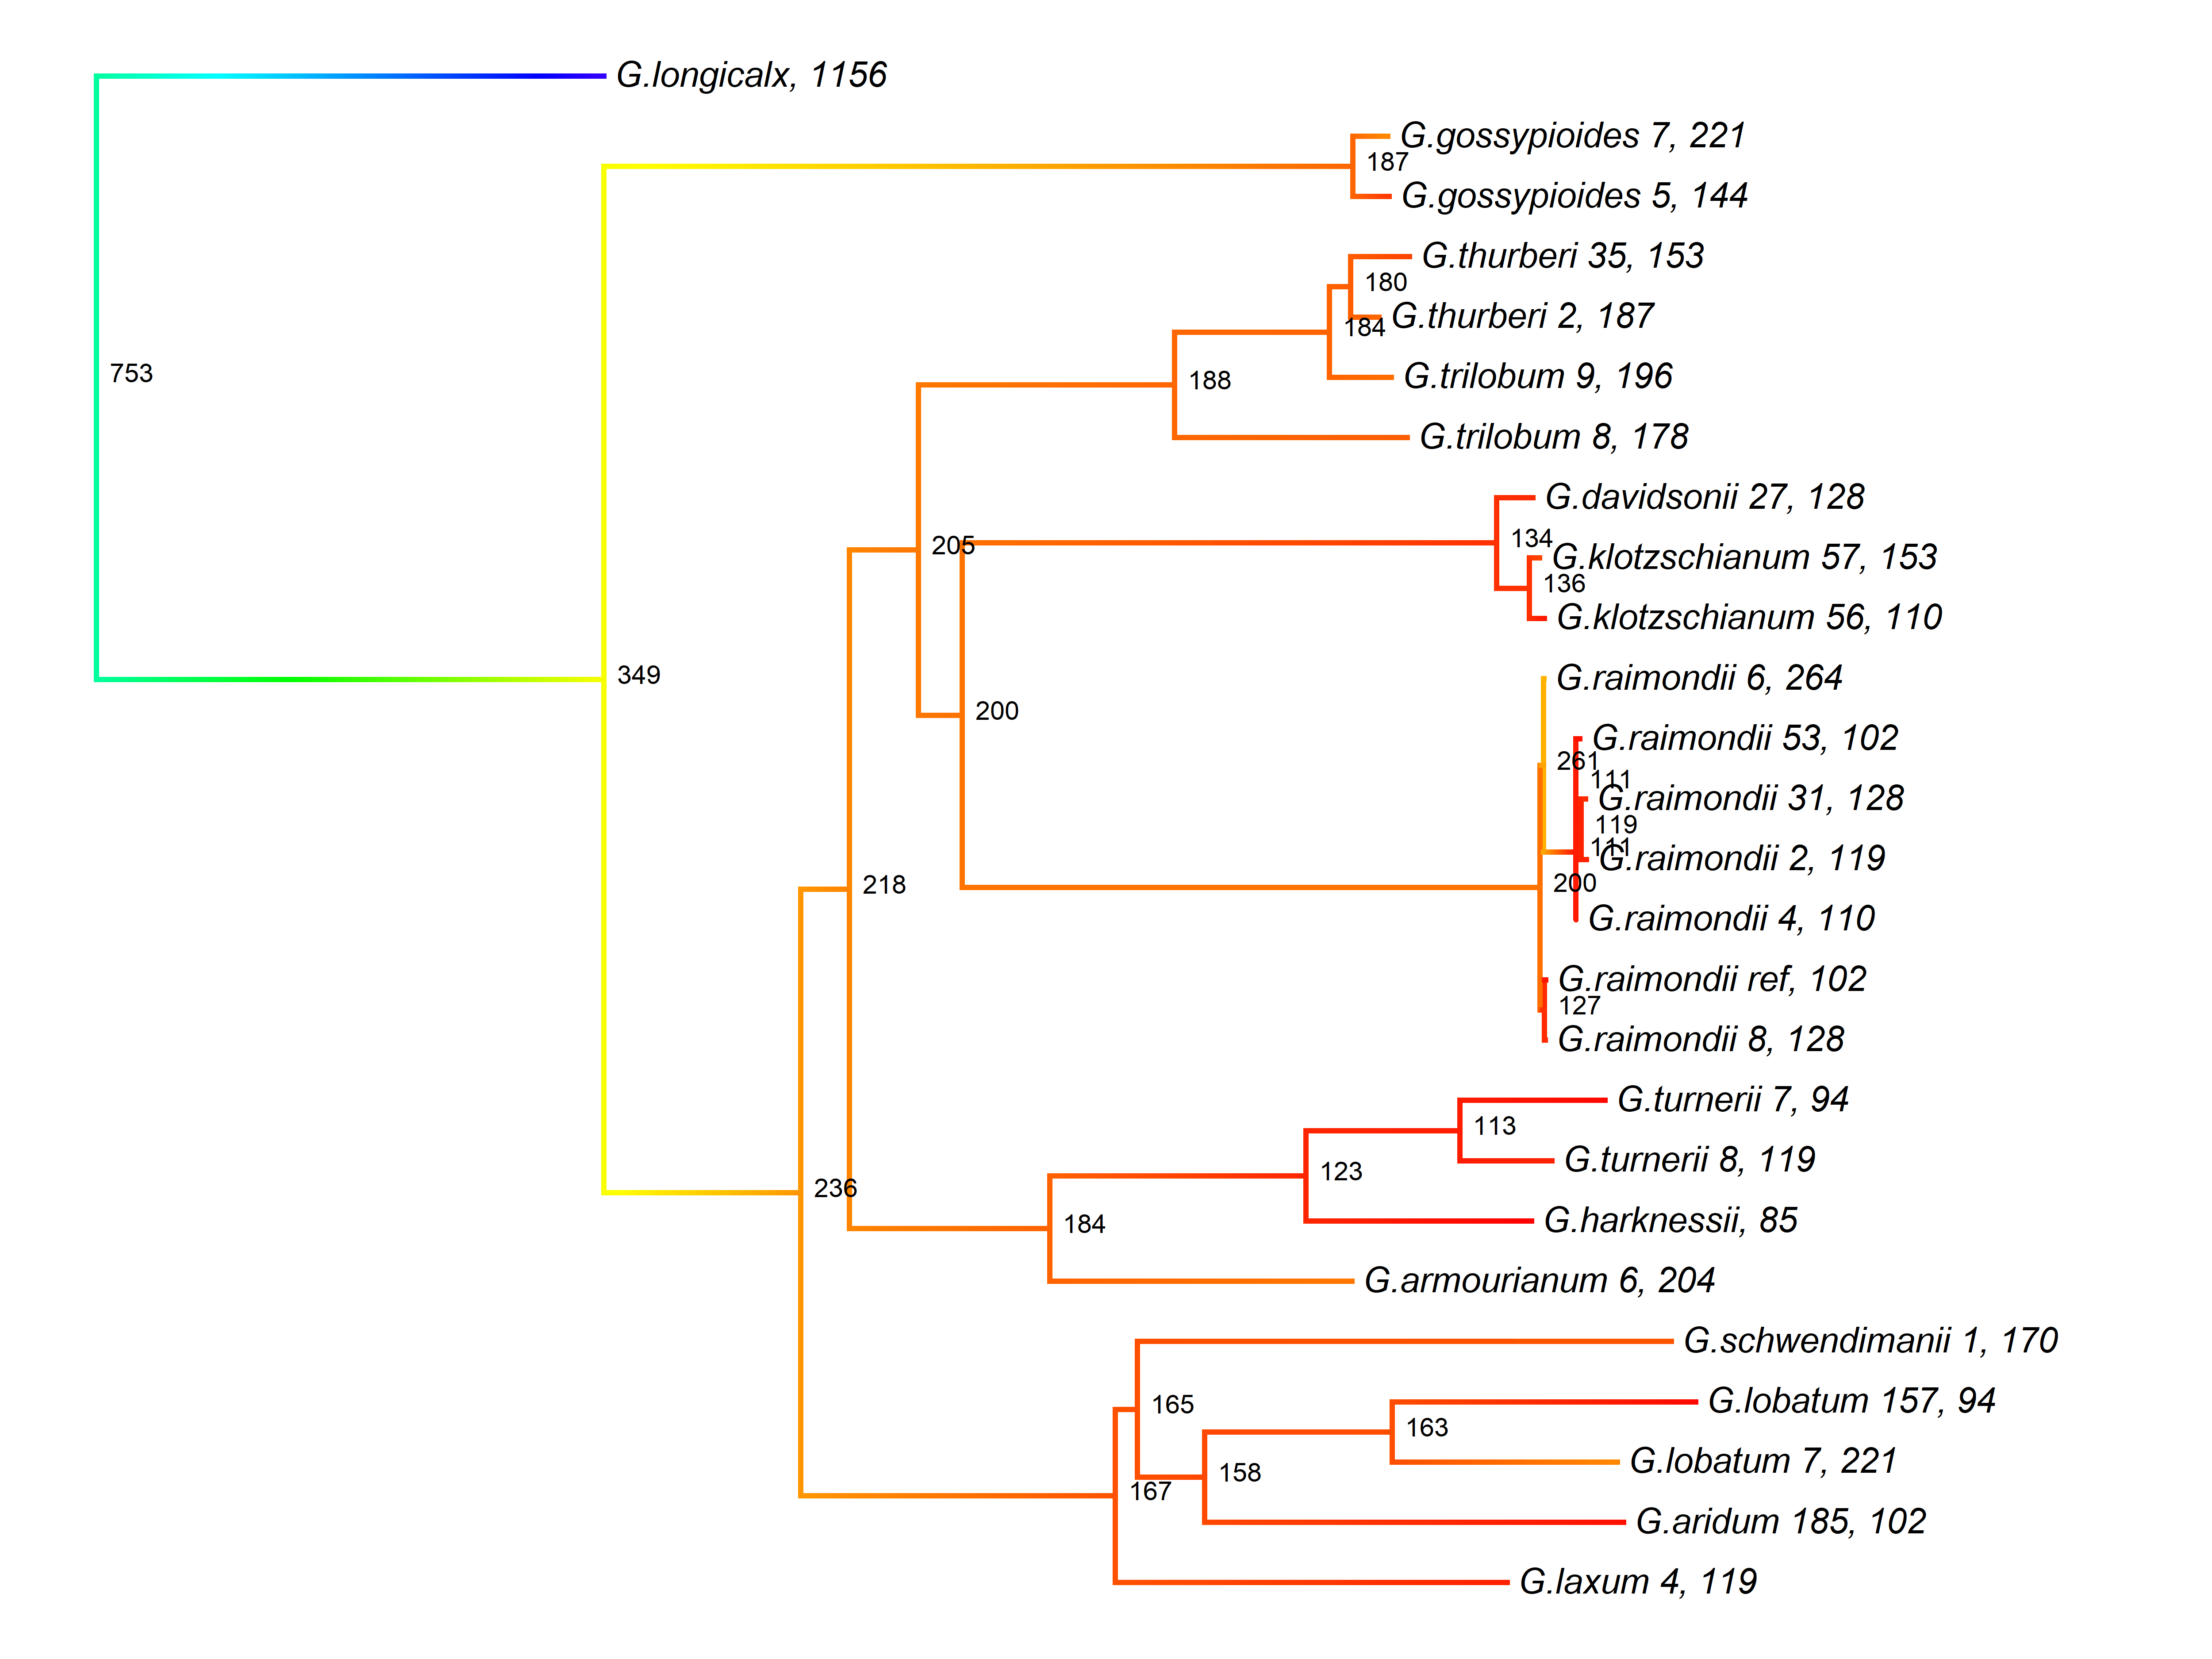 G.longicalx, 1156
G.gossypioides 7, 221
187
G.gossypioides 5, 144
G.thurberi 35, 153
180
G.thurberi 2, 187
184
753
G.trilobum 9, 196
188
G.trilobum 8, 178
G.davidsonii 27, 128
134
205
G.klotzschianum 57, 153
136
G.klotzschianum 56, 110
349
G.raimondii 6, 264
200
G.raimondii 53, 102
261
111
G.raimondii 31, 128
119
111
G.raimondii 2, 119
218
200
G.raimondii 4, 110
G.raimondii ref, 102
127
G.raimondii 8, 128
G.turnerii 7, 94
113
G.turnerii 8, 119
123
236
G.harknessii, 85
184
G.armourianum 6, 204
G.schwendimanii 1, 170
165
G.lobatum 157, 94
163
G.lobatum 7, 221
158
167
G.aridum 185, 102
G.laxum 4, 119